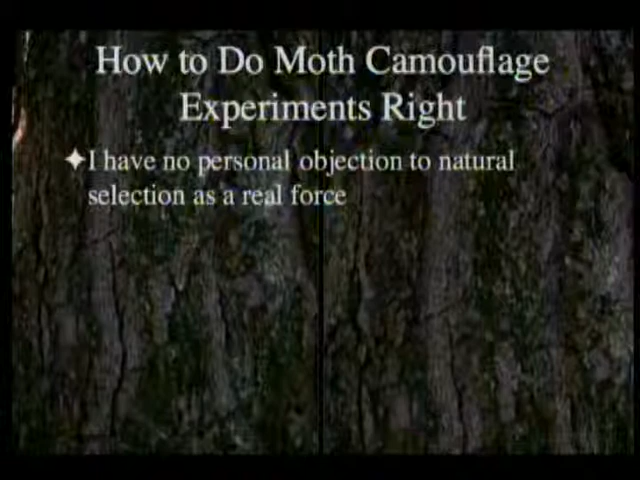 How to Do Moth Camouflage
Experiments Right
✦I have no personal objection to natural
selection as a real force